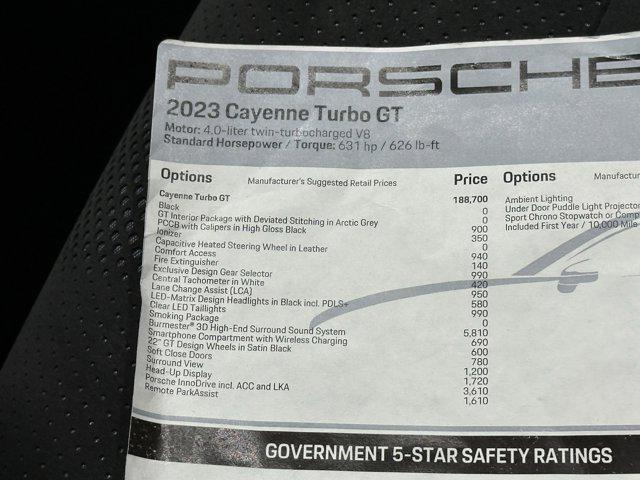 PORSCHE
2023 Cayenne Turbo GT
Motor: 4.0-liter twin-turbocharged V8
Standard Horsepower / Torque: 631 hp / 626 lb-ft
Options Manufacturer's Suggested Retail Prices Price
Cayenne Turbo GT 188,700
Black 0
GT Interior Package with Deviated Stitching in Arctic Grey 0
PCCB with Calipers in High Gloss Black 900
Ionizer 350
Capacitive Heated Steering Wheel in Leather 0
Comfort Access 940
Fire Extinguisher 140
Exclusive Design Gear Selector 990
Central Tachometer in White 420
Lane Change Assist (LCA) 950
LED-Matrix Design Headlights in Black incl. PDLS+ 580
Clear LED Taillights 990
Smoking Package 0
Burmester® 3D High-End Surround Sound System 5,810
Smartphone Compartment with Wireless Charging 690
22" GT Design Wheels in Satin Black 600
Soft Close Doors 780
Surround View 1,200
Head-Up Display 1,720
Porsche InnoDrive incl. ACC and LKA 3,610
Remote ParkAssist 1,610
Options
Ambient Lighting
Under Door Puddle Light Projector
Sport Chrono Stopwatch or
Included First Year / 10,000 Mile
GOVERNMENT 5-STAR SAFETY RATINGS